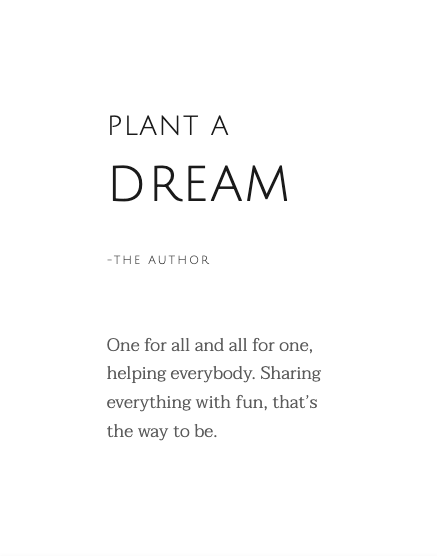 PLANT A
DREAM
-THE AUTHOR
One for all and all for one,
helping everybody. Sharing
everything with fun, that’s
the way to be.